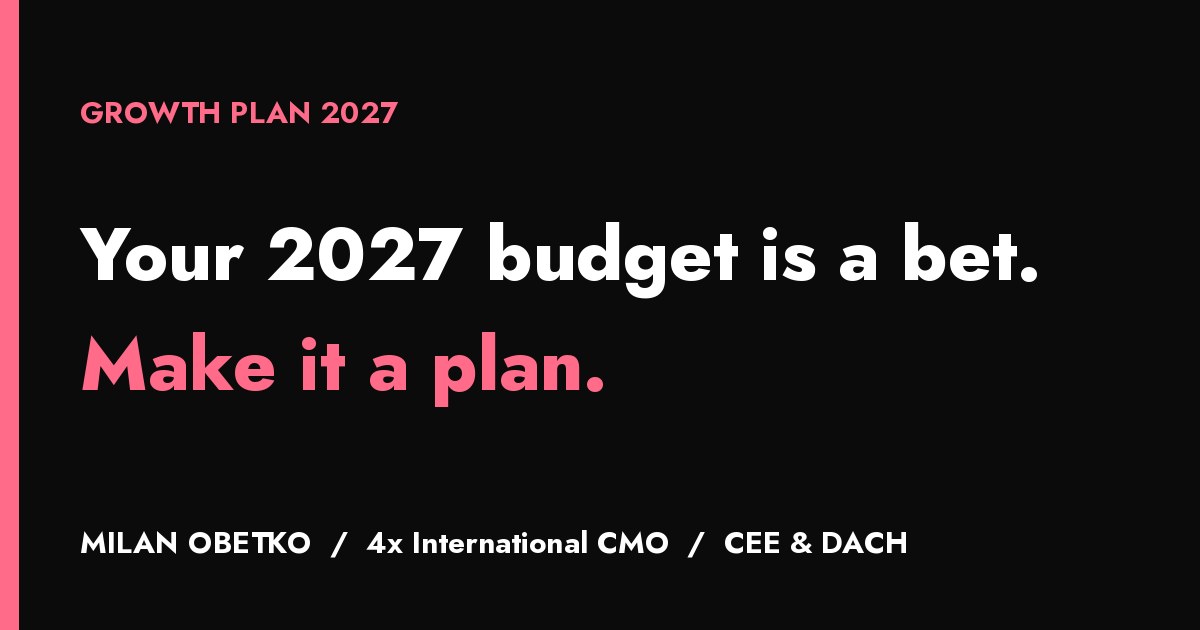 GROWTH PLAN 2027
Your 2027 budget is a bet.
Make it a plan.
MILAN OBETKO / 4x International CMO / CEE & DACH